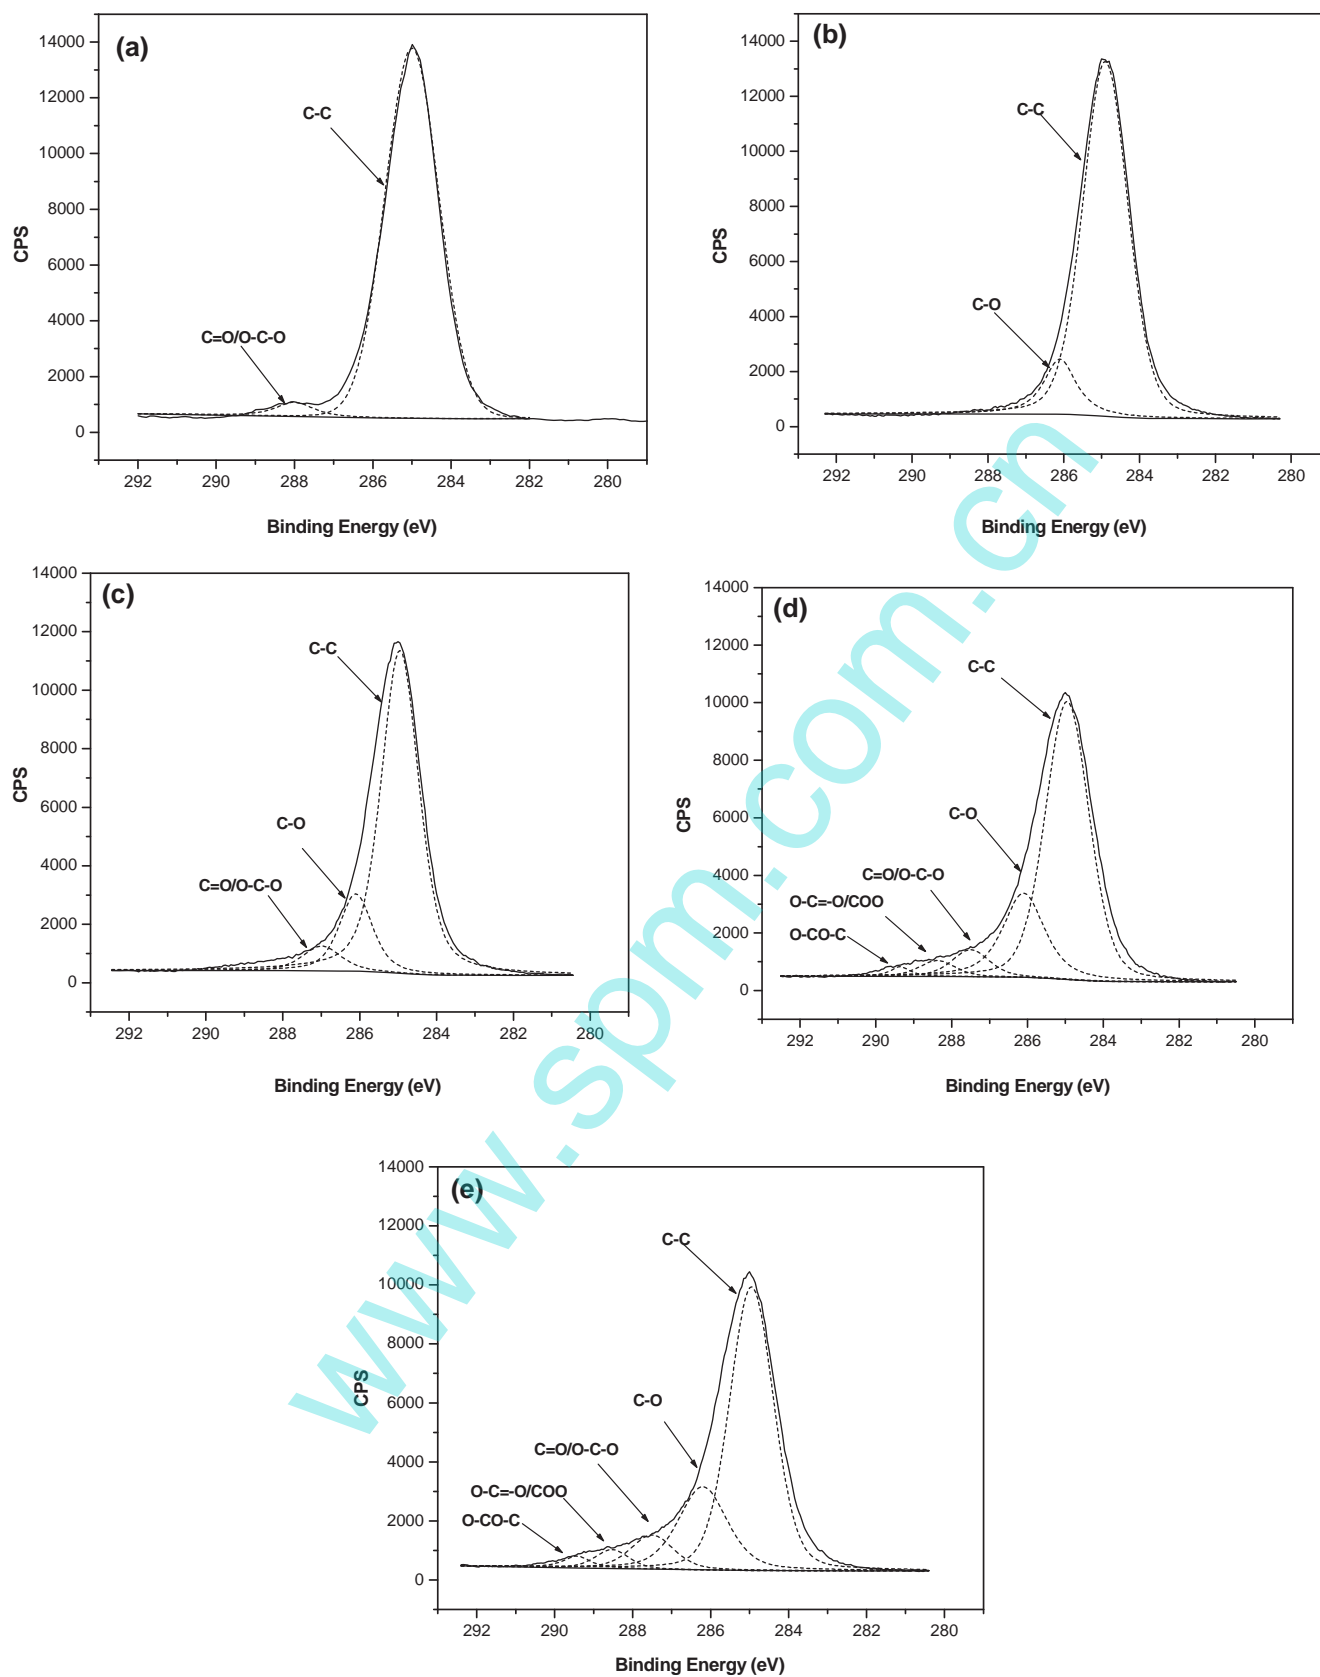 (a)
14000
12000
10000
8000
6000
4000
2000
0
CPS
C-C
C=O/O-C-O
292 290 288 286 284 282 280
Binding Energy (eV)
(b)
14000
12000
10000
8000
6000
4000
2000
0
CPS
C-C
C-O
292 290 288 286 284 282 280
Binding Energy (eV)
(c)
14000
12000
10000
8000
6000
4000
2000
0
CPS
C-C
C-O
C=O/O-C-O
292 290 288 286 284 282 280
Binding Energy (eV)
(d)
14000
12000
10000
8000
6000
4000
2000
0
CPS
C-C
C-O
C=O/O-C-O
O-C=-O/COO
O-CO-C
292 290 288 286 284 282 280
Binding Energy (eV)
(e)
14000
12000
10000
8000
6000
4000
2000
0
CPS
C-C
C-O
C=O/O-C-O
O-C=-O/COO
O-CO-C
292 290 288 286 284 282 280
Binding Energy (eV)
www.spm.com.cn